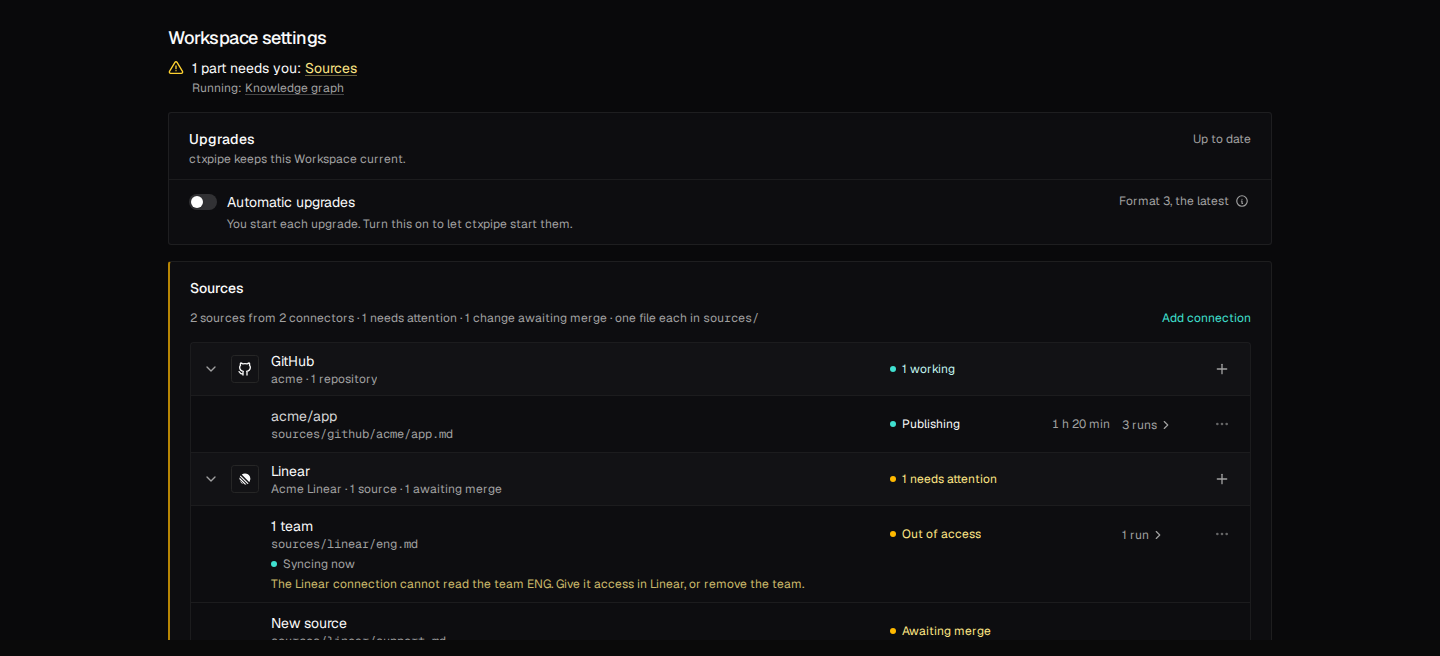 Workspace settings
1 part needs you: Sources
Running: Knowledge graph
Upgrades
Up to date
ctxpipe keeps this Workspace current.
Automatic upgrades
Format 3, the latest
You start each upgrade. Turn this on to let ctxpipe start them.
Sources
2 sources from 2 connectors · 1 needs attention · 1 change awaiting merge · one file each in sources/
Add connection
GitHub
acme · 1 repository
1 working
acme/app
sources/github/acme/app.md
Publishing
1 h 20 min
3 runs
Linear
Acme Linear · 1 source · 1 awaiting merge
1 needs attention
1 team
sources/linear/eng.md
Out of access
1 run
Syncing now
The Linear connection cannot read the team ENG. Give it access in Linear, or remove the team.
New source
sources/linear/support.md
Awaiting merge